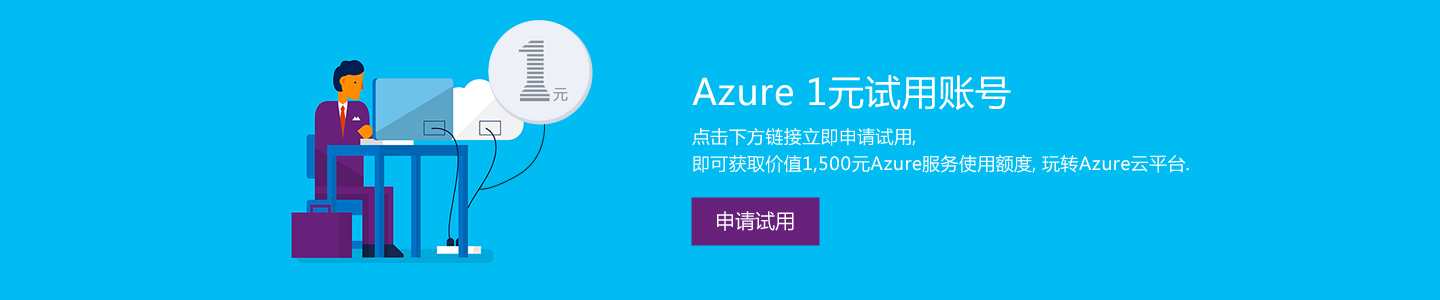 1
元
Azure 1元试用账号
点击下方链接立即申请试用,
即可获取价值1,500元Azure服务使用额度, 玩转Azure云平台.
申请试用